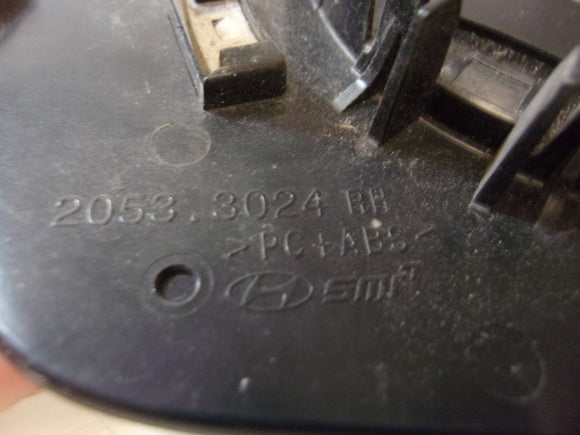 2053.3024 RH
>PC+ABS<
SMR